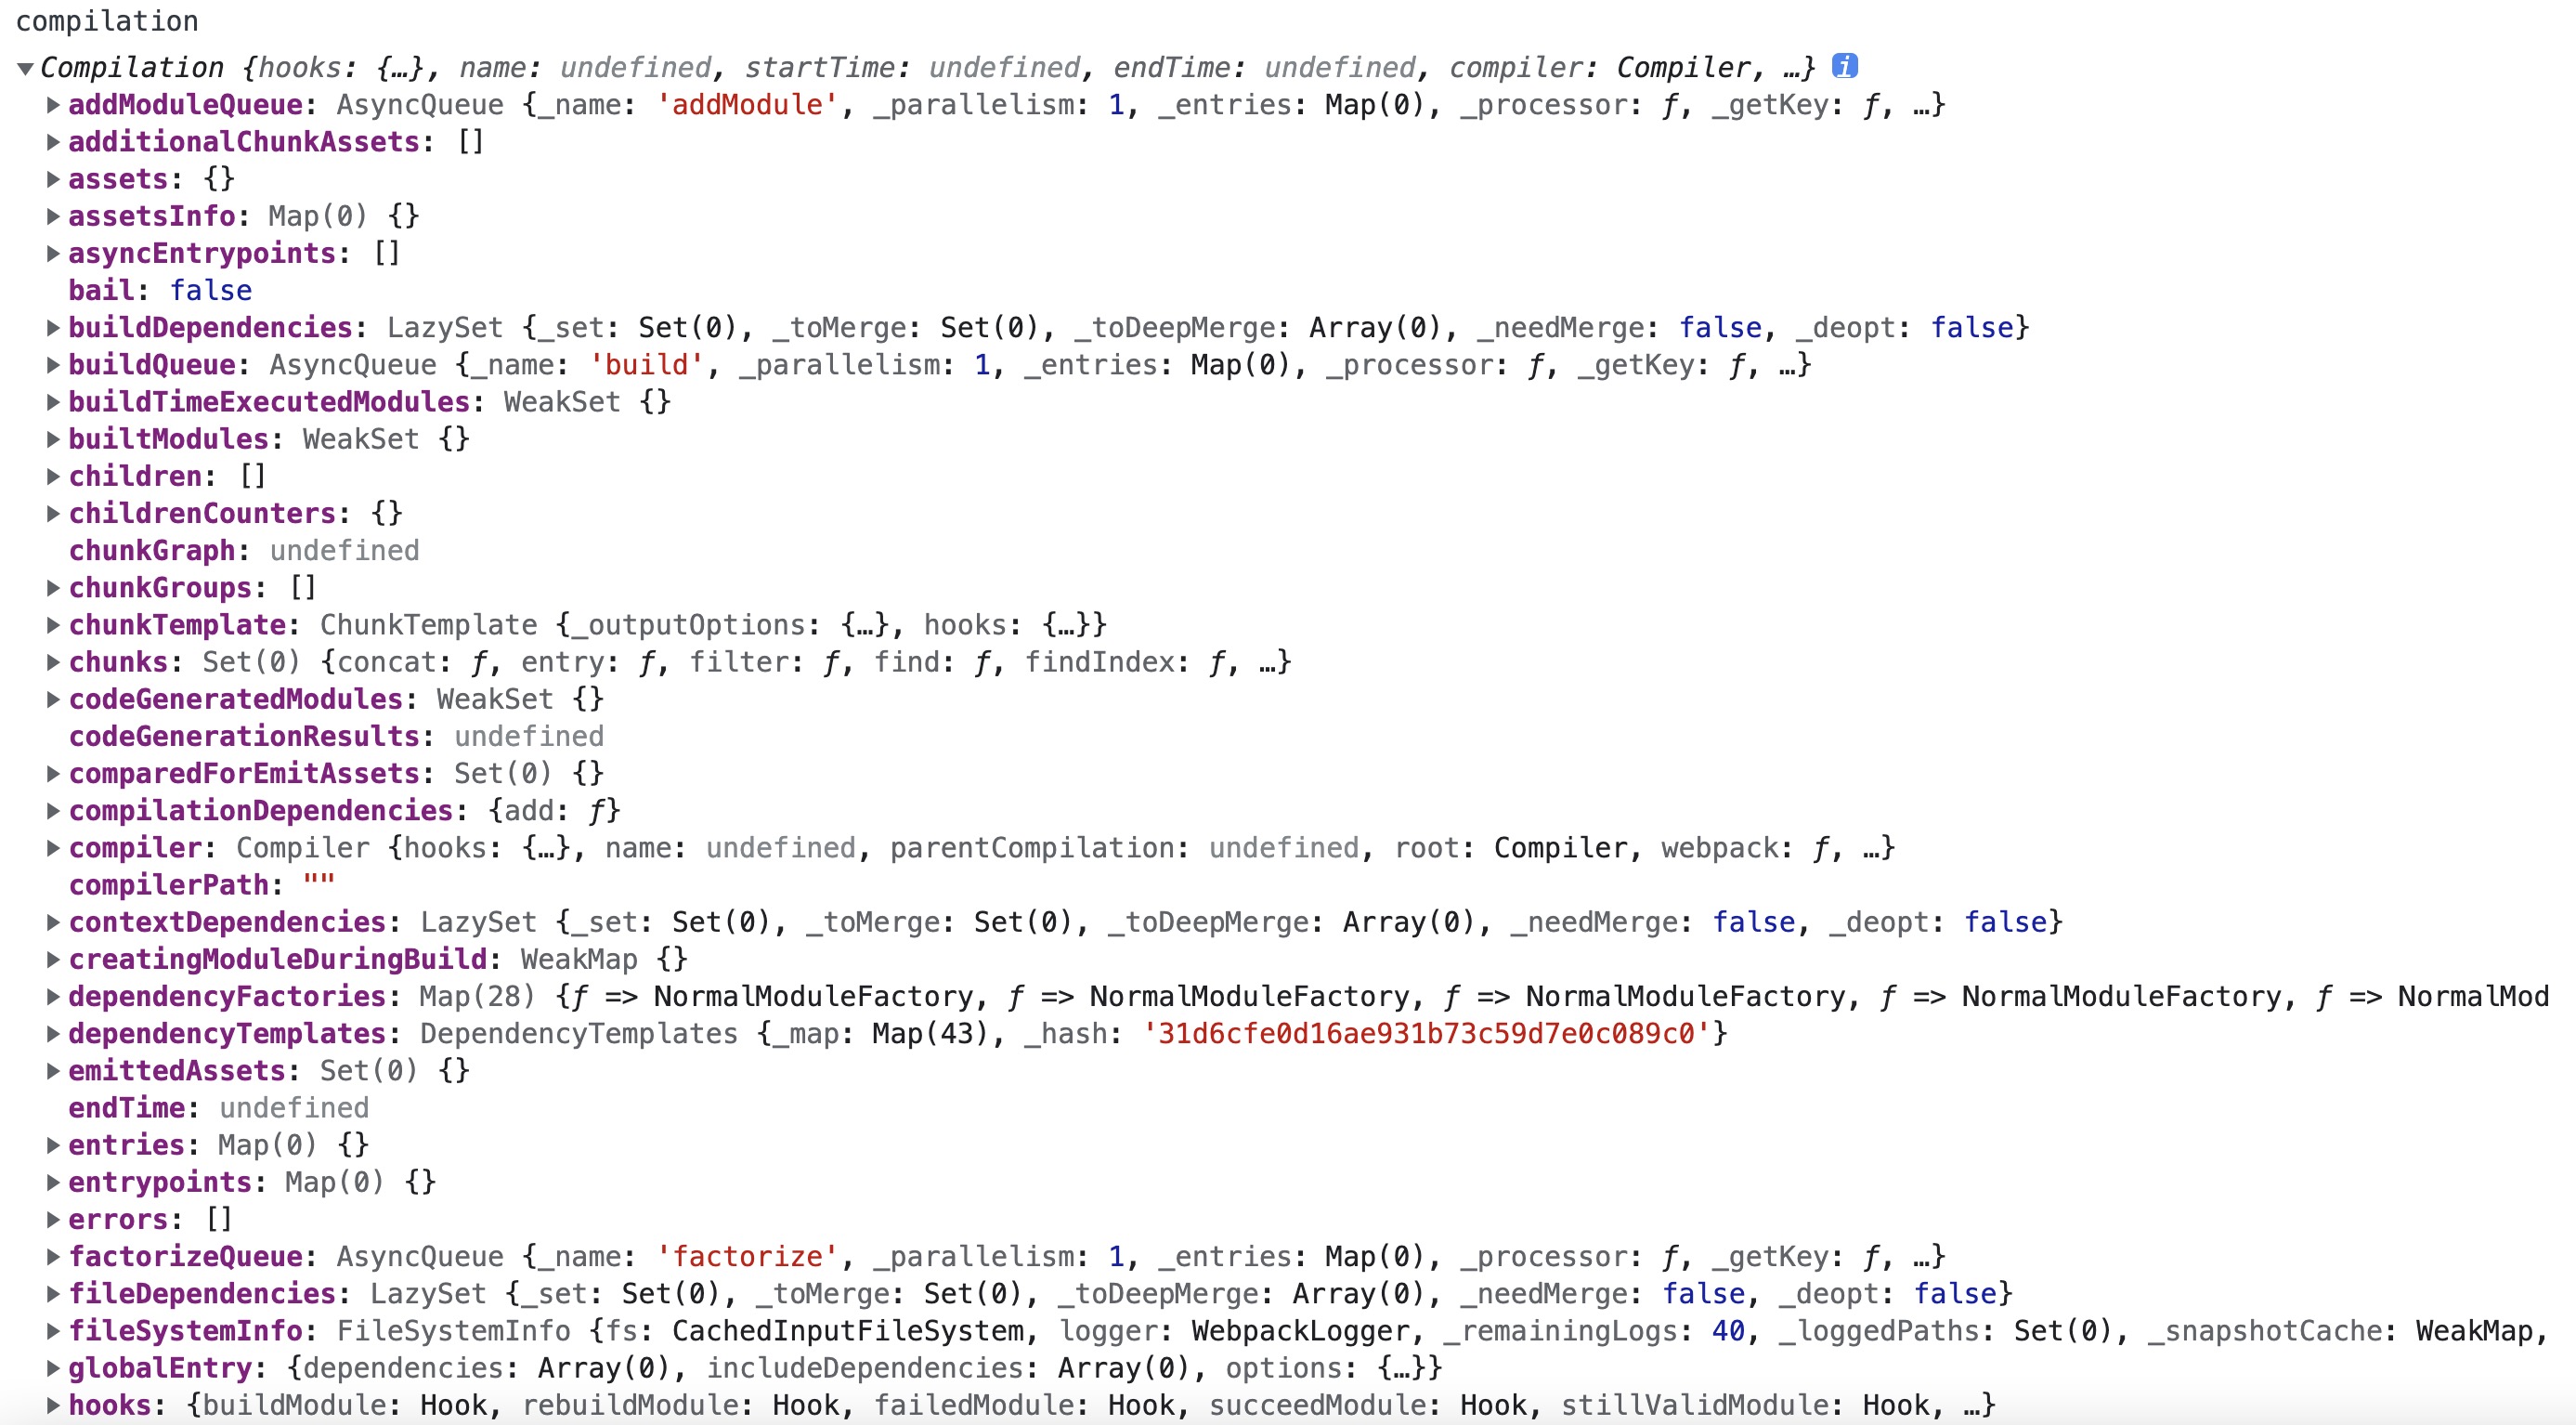 compilation
Compilation {hooks: {…}, name: undefined, startTime: undefined, endTime: undefined, compiler: Compiler, …} i
addModuleQueue: AsyncQueue {_name: 'addModule', _parallelism: 1, _entries: Map(0), _processor: ƒ, _getKey: ƒ, …}
additionalChunkAssets: []
assets: {}
assetsInfo: Map(0) {}
asyncEntrypoints: []
bail: false
buildDependencies: LazySet {_set: Set(0), _toMerge: Set(0), _toDeepMerge: Array(0), _needMerge: false, _deopt: false}
buildQueue: AsyncQueue {_name: 'build', _parallelism: 1, _entries: Map(0), _processor: ƒ, _getKey: ƒ, …}
buildTimeExecutedModules: WeakSet {}
builtModules: WeakSet {}
children: []
childrenCounters: {}
chunkGraph: undefined
chunkGroups: []
chunkTemplate: ChunkTemplate {_outputOptions: {…}, hooks: {…}}
chunks: Set(0) {concat: ƒ, entry: ƒ, filter: ƒ, find: ƒ, findIndex: ƒ, …}
codeGeneratedModules: WeakSet {}
codeGenerationResults: undefined
comparedForEmitAssets: Set(0) {}
compilationDependencies: {add: ƒ}
compiler: Compiler {hooks: {…}, name: undefined, parentCompilation: undefined, root: Compiler, webpack: ƒ, …}
compilerPath: ""
contextDependencies: LazySet {_set: Set(0), _toMerge: Set(0), _toDeepMerge: Array(0), _needMerge: false, _deopt: false}
creatingModuleDuringBuild: WeakMap {}
dependencyFactories: Map(28) {ƒ => NormalModuleFactory, ƒ => NormalModuleFactory, ƒ => NormalModuleFactory, ƒ => NormalModuleFactory, ƒ => NormalMod
dependencyTemplates: DependencyTemplates {_map: Map(43), _hash: '31d6cfe0d16ae931b73c59d7e0c089c0'}
emittedAssets: Set(0) {}
endTime: undefined
entries: Map(0) {}
entrypoints: Map(0) {}
errors: []
factorizeQueue: AsyncQueue {_name: 'factorize', _parallelism: 1, _entries: Map(0), _processor: ƒ, _getKey: ƒ, …}
fileDependencies: LazySet {_set: Set(0), _toMerge: Set(0), _toDeepMerge: Array(0), _needMerge: false, _deopt: false}
fileSystemInfo: FileSystemInfo {fs: CachedInputFileSystem, logger: WebpackLogger, _remainingLogs: 40, _loggedPaths: Set(0), _snapshotCache: WeakMap,
globalEntry: {dependencies: Array(0), includeDependencies: Array(0), options: {…}}
hooks: {buildModule: Hook, rebuildModule: Hook, failedModule: Hook, succeedModule: Hook, stillValidModule: Hook, …}